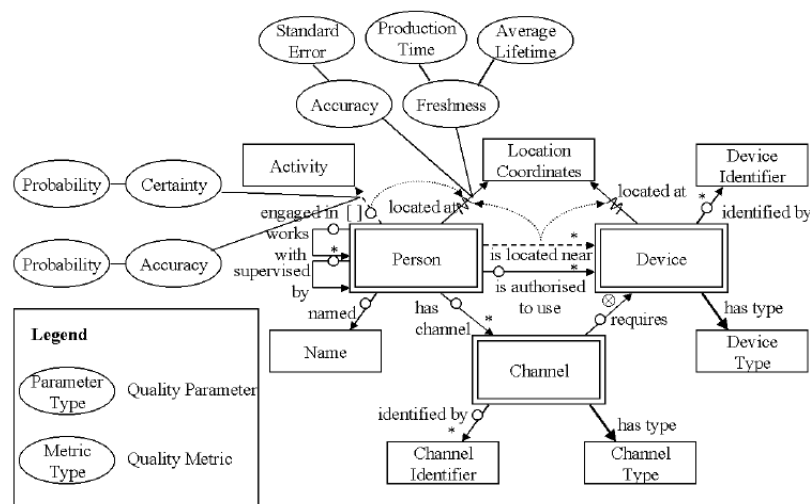 Standard
Error
Production
Time
Average
Lifetime
Accuracy
Freshness
Activity
Location
Coordinates
Device
Identifier
Probability
Certainty
located at
located at
*
identified by
engaged in
[ ]
works
with
*
supervised
by
Person
*
is located near
*
is authorised
to use
Device
Probability
Accuracy
named
has
channel
*
⊗
requires
has type
Legend
Name
Channel
Device
Type
Parameter
Type
Quality Parameter
identified by
*
has type
Metric
Type
Quality Metric
Channel
Identifier
Channel
Type